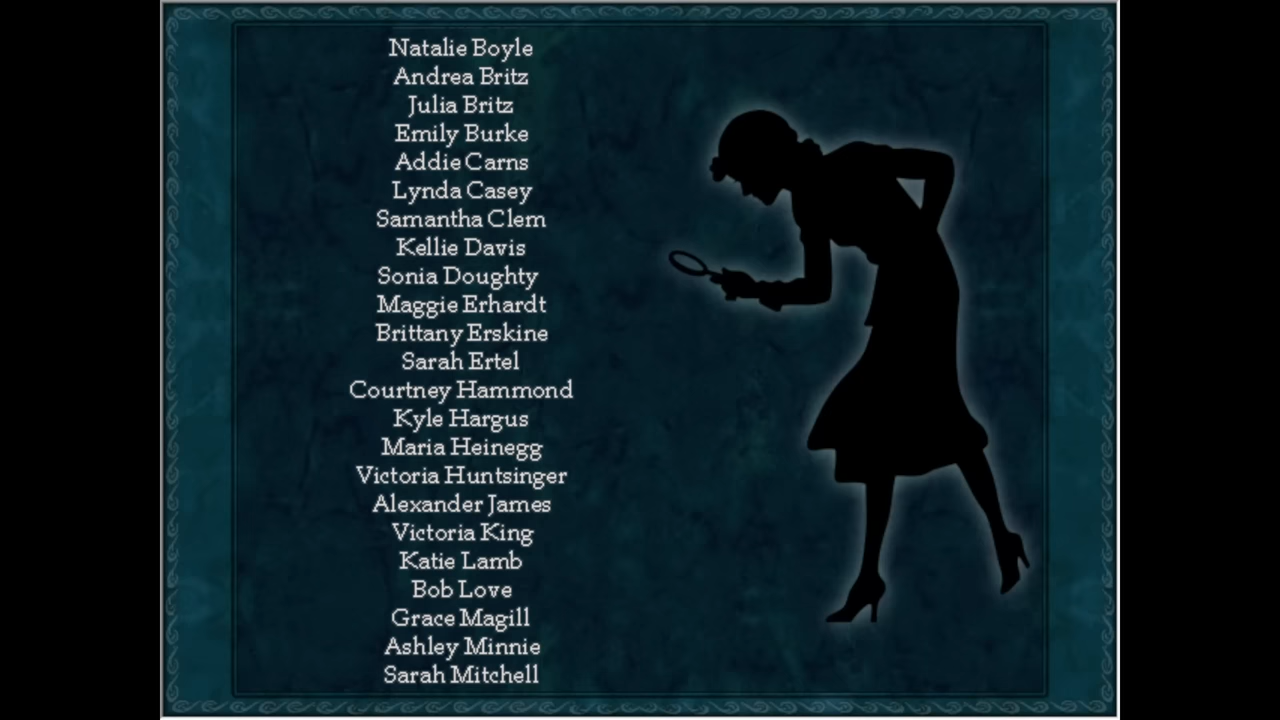 Natalie Boyle
Andrea Britz
Julia Britz
Emily Burke
Addie Carns
Lynda Casey
Samantha Clem
Kellie Davis
Sonia Doughty
Maggie Erhardt
Brittany Erskine
Sarah Ertel
Courtney Hammond
Kyle Hargus
Maria Heinegg
Victoria Huntsinger
Alexander James
Victoria King
Katie Lamb
Bob Love
Grace Magill
Ashley Minnie
Sarah Mitchell